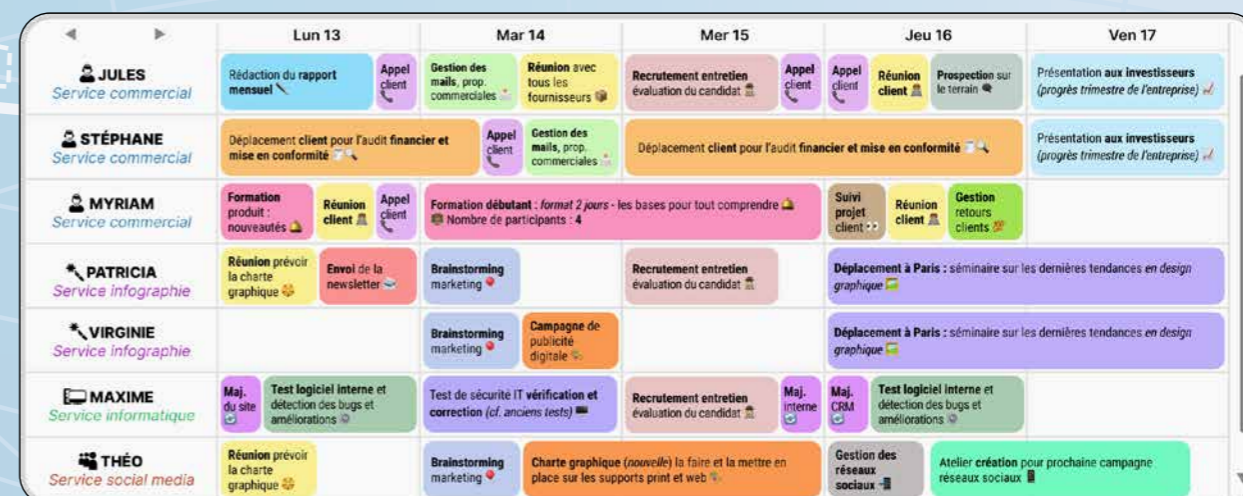 Lun 13 Mar 14 Mer 15 Jeu 16 Ven 17
JULES
Service commercial
Rédaction du rapport
mensuel
Appel
client
Gestion des
mails, prop.
commerciales
Réunion avec
tous les
fournisseurs
Recrutement entretien
évaluation du candidat
Appel
client
Appel
client
Réunion
client
Prospection sur
le terrain
Présentation aux investisseurs
(progrès trimestre de l'entreprise)
STÉPHANE
Service commercial
Déplacement client pour l'audit financier et
mise en conformité
Appel
client
Gestion des
mails, prop.
commerciales
Déplacement client pour l'audit financier et mise en conformité
Présentation aux investisseurs
(progrès trimestre de l'entreprise)
MYRIAM
Service commercial
Formation
produit :
nouveautés
Réunion
client
Appel
client
Formation débutant : format 2 jours - les bases pour tout comprendre
Nombre de participants : 4
Suivi
projet
client
Réunion
client
Gestion
retours
clients
PATRICIA
Service infographie
Réunion prévoir
la charte
graphique
Envoi de la
newsletter
Brainstorming
marketing
Recrutement entretien
évaluation du candidat
Déplacement à Paris : séminaire sur les dernières tendances en design
graphique
VIRGINIE
Service infographie
Brainstorming
marketing
Campagne de
publicité
digitale
Déplacement à Paris : séminaire sur les dernières tendances en design
graphique
MAXIME
Service informatique
Maj.
du site
Test logiciel interne et
détection des bugs et
améliorations
Test de sécurité IT vérification et
correction (cf. anciens tests)
Recrutement entretien
évaluation du candidat
Maj.
interne
Maj.
CRM
Test logiciel interne et
détection des bugs et
améliorations
THÉO
Service social media
Réunion prévoir
la charte
graphique
Brainstorming
marketing
Charte graphique (nouvelle) la faire et la mettre en
place sur les supports print et web
Gestion des
réseaux
sociaux
Atelier création pour prochaine campagne
réseaux sociaux